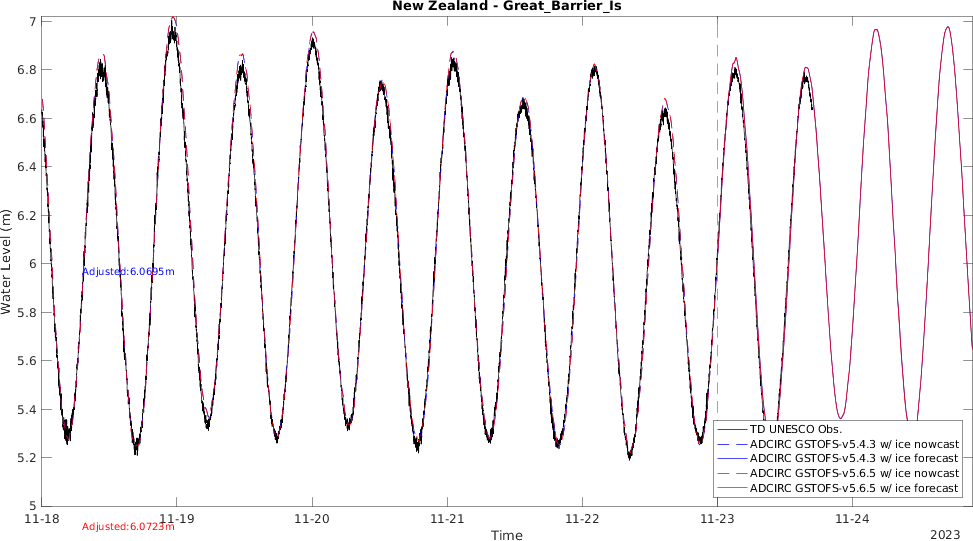 New Zealand - Great_Barrier_Is
7
6.8
6.6
6.4
6.2
6
5.8
5.6
5.4
5.2
5
Water Level (m)
Adjusted:6.0695m
Adjusted:6.0723m
TD UNESCO Obs.
ADCIRC GSTOFS-v5.4.3 w/ ice nowcast
ADCIRC GSTOFS-v5.4.3 w/ ice forecast
ADCIRC GSTOFS-v5.6.5 w/ ice nowcast
ADCIRC GSTOFS-v5.6.5 w/ ice forecast
11-18 11-19 11-20 11-21 11-22 11-23 11-24
Time
2023